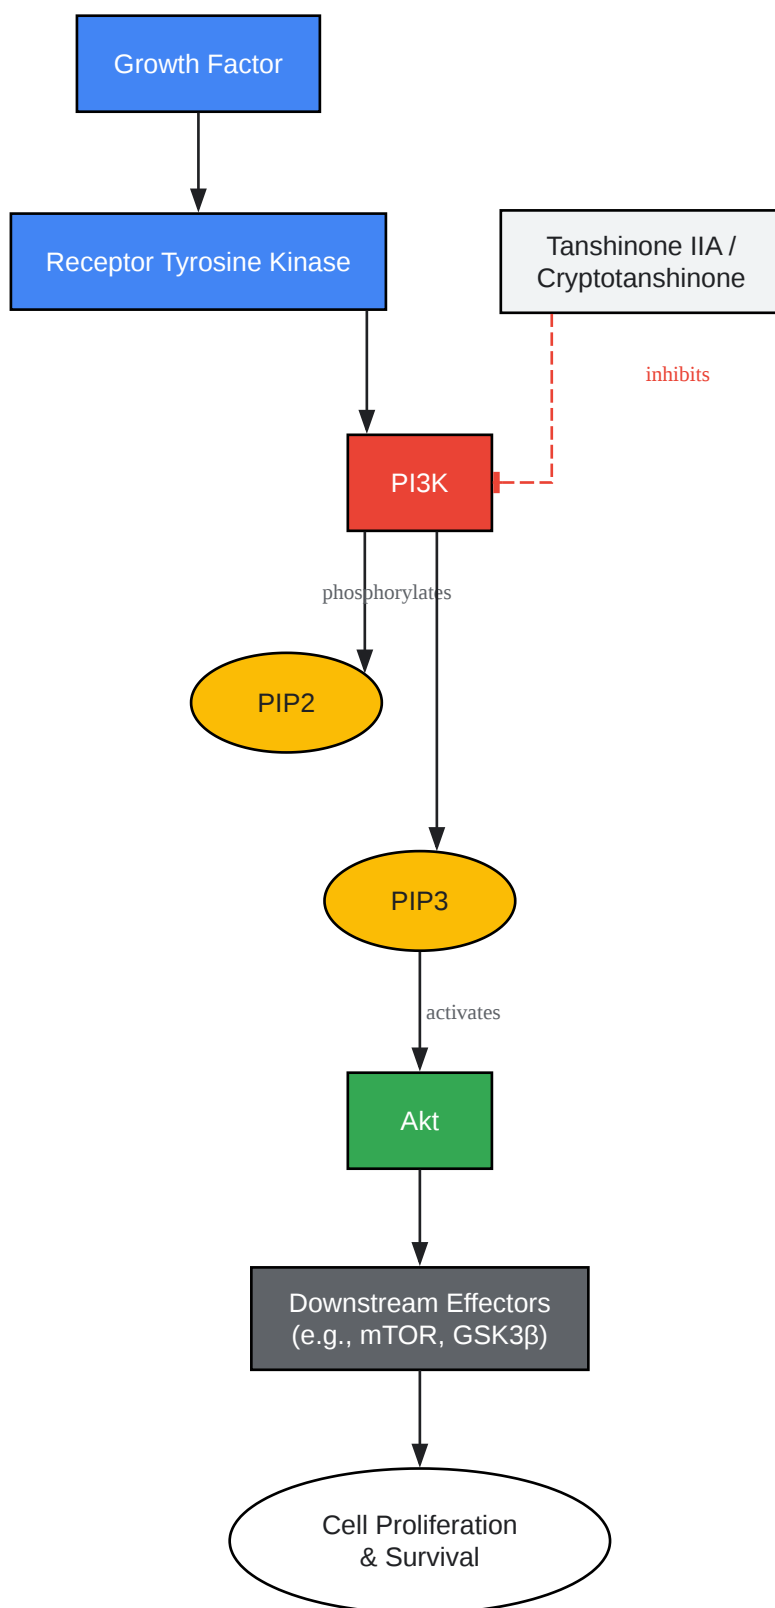 Growth Factor
Receptor Tyrosine Kinase
Tanshinone IIA /
Cryptotanshinone
inhibits
PI3K
phosphorylates
PIP2
PIP3
activates
Akt
Downstream Effectors
(e.g., mTOR, GSK3β)
Cell Proliferation
& Survival